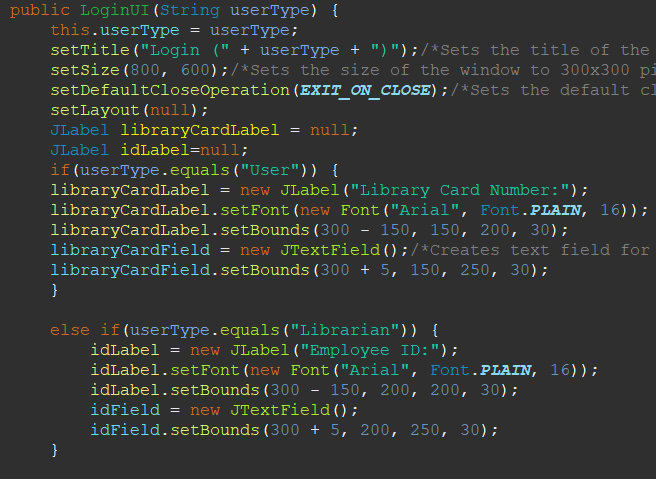 public LoginUI(String userType) {
    this.userType = userType;
    setTitle("Login (" + userType + ")");/*Sets the title of the
    setSize(800, 600);/*Sets the size of the window to 300x300 pi
    setDefaultCloseOperation(EXIT_ON_CLOSE);/*Sets the default cl
    setLayout(null);
    JLabel libraryCardLabel = null;
    JLabel idLabel=null;
    if(userType.equals("User")) {
    libraryCardLabel = new JLabel("Library Card Number:");
    libraryCardLabel.setFont(new Font("Arial", Font.PLAIN, 16));
    libraryCardLabel.setBounds(300 - 150, 150, 200, 30);
    libraryCardField = new JTextField();/*Creates text field for
    libraryCardField.setBounds(300 + 5, 150, 250, 30);
    }

    else if(userType.equals("Librarian")) {
        idLabel = new JLabel("Employee ID:");
        idLabel.setFont(new Font("Arial", Font.PLAIN, 16));
        idLabel.setBounds(300 - 150, 200, 200, 30);
        idField = new JTextField();
        idField.setBounds(300 + 5, 200, 250, 30);
    }